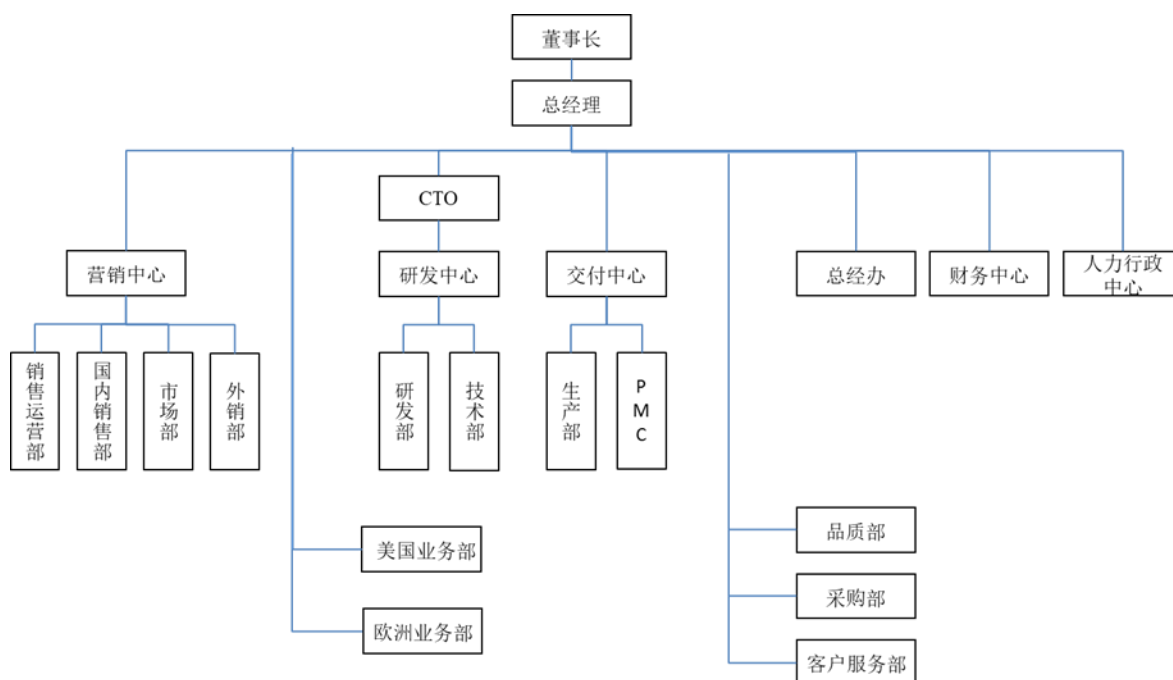 董事长
总经理
CTO
营销中心
研发中心
交付中心
总经办
财务中心
人力行政
中心
销售运营部
国内销售部
市场部
外销部
研发部
技术部
生产部
PMC
美国业务部
欧洲业务部
品质部
采购部
客户服务部